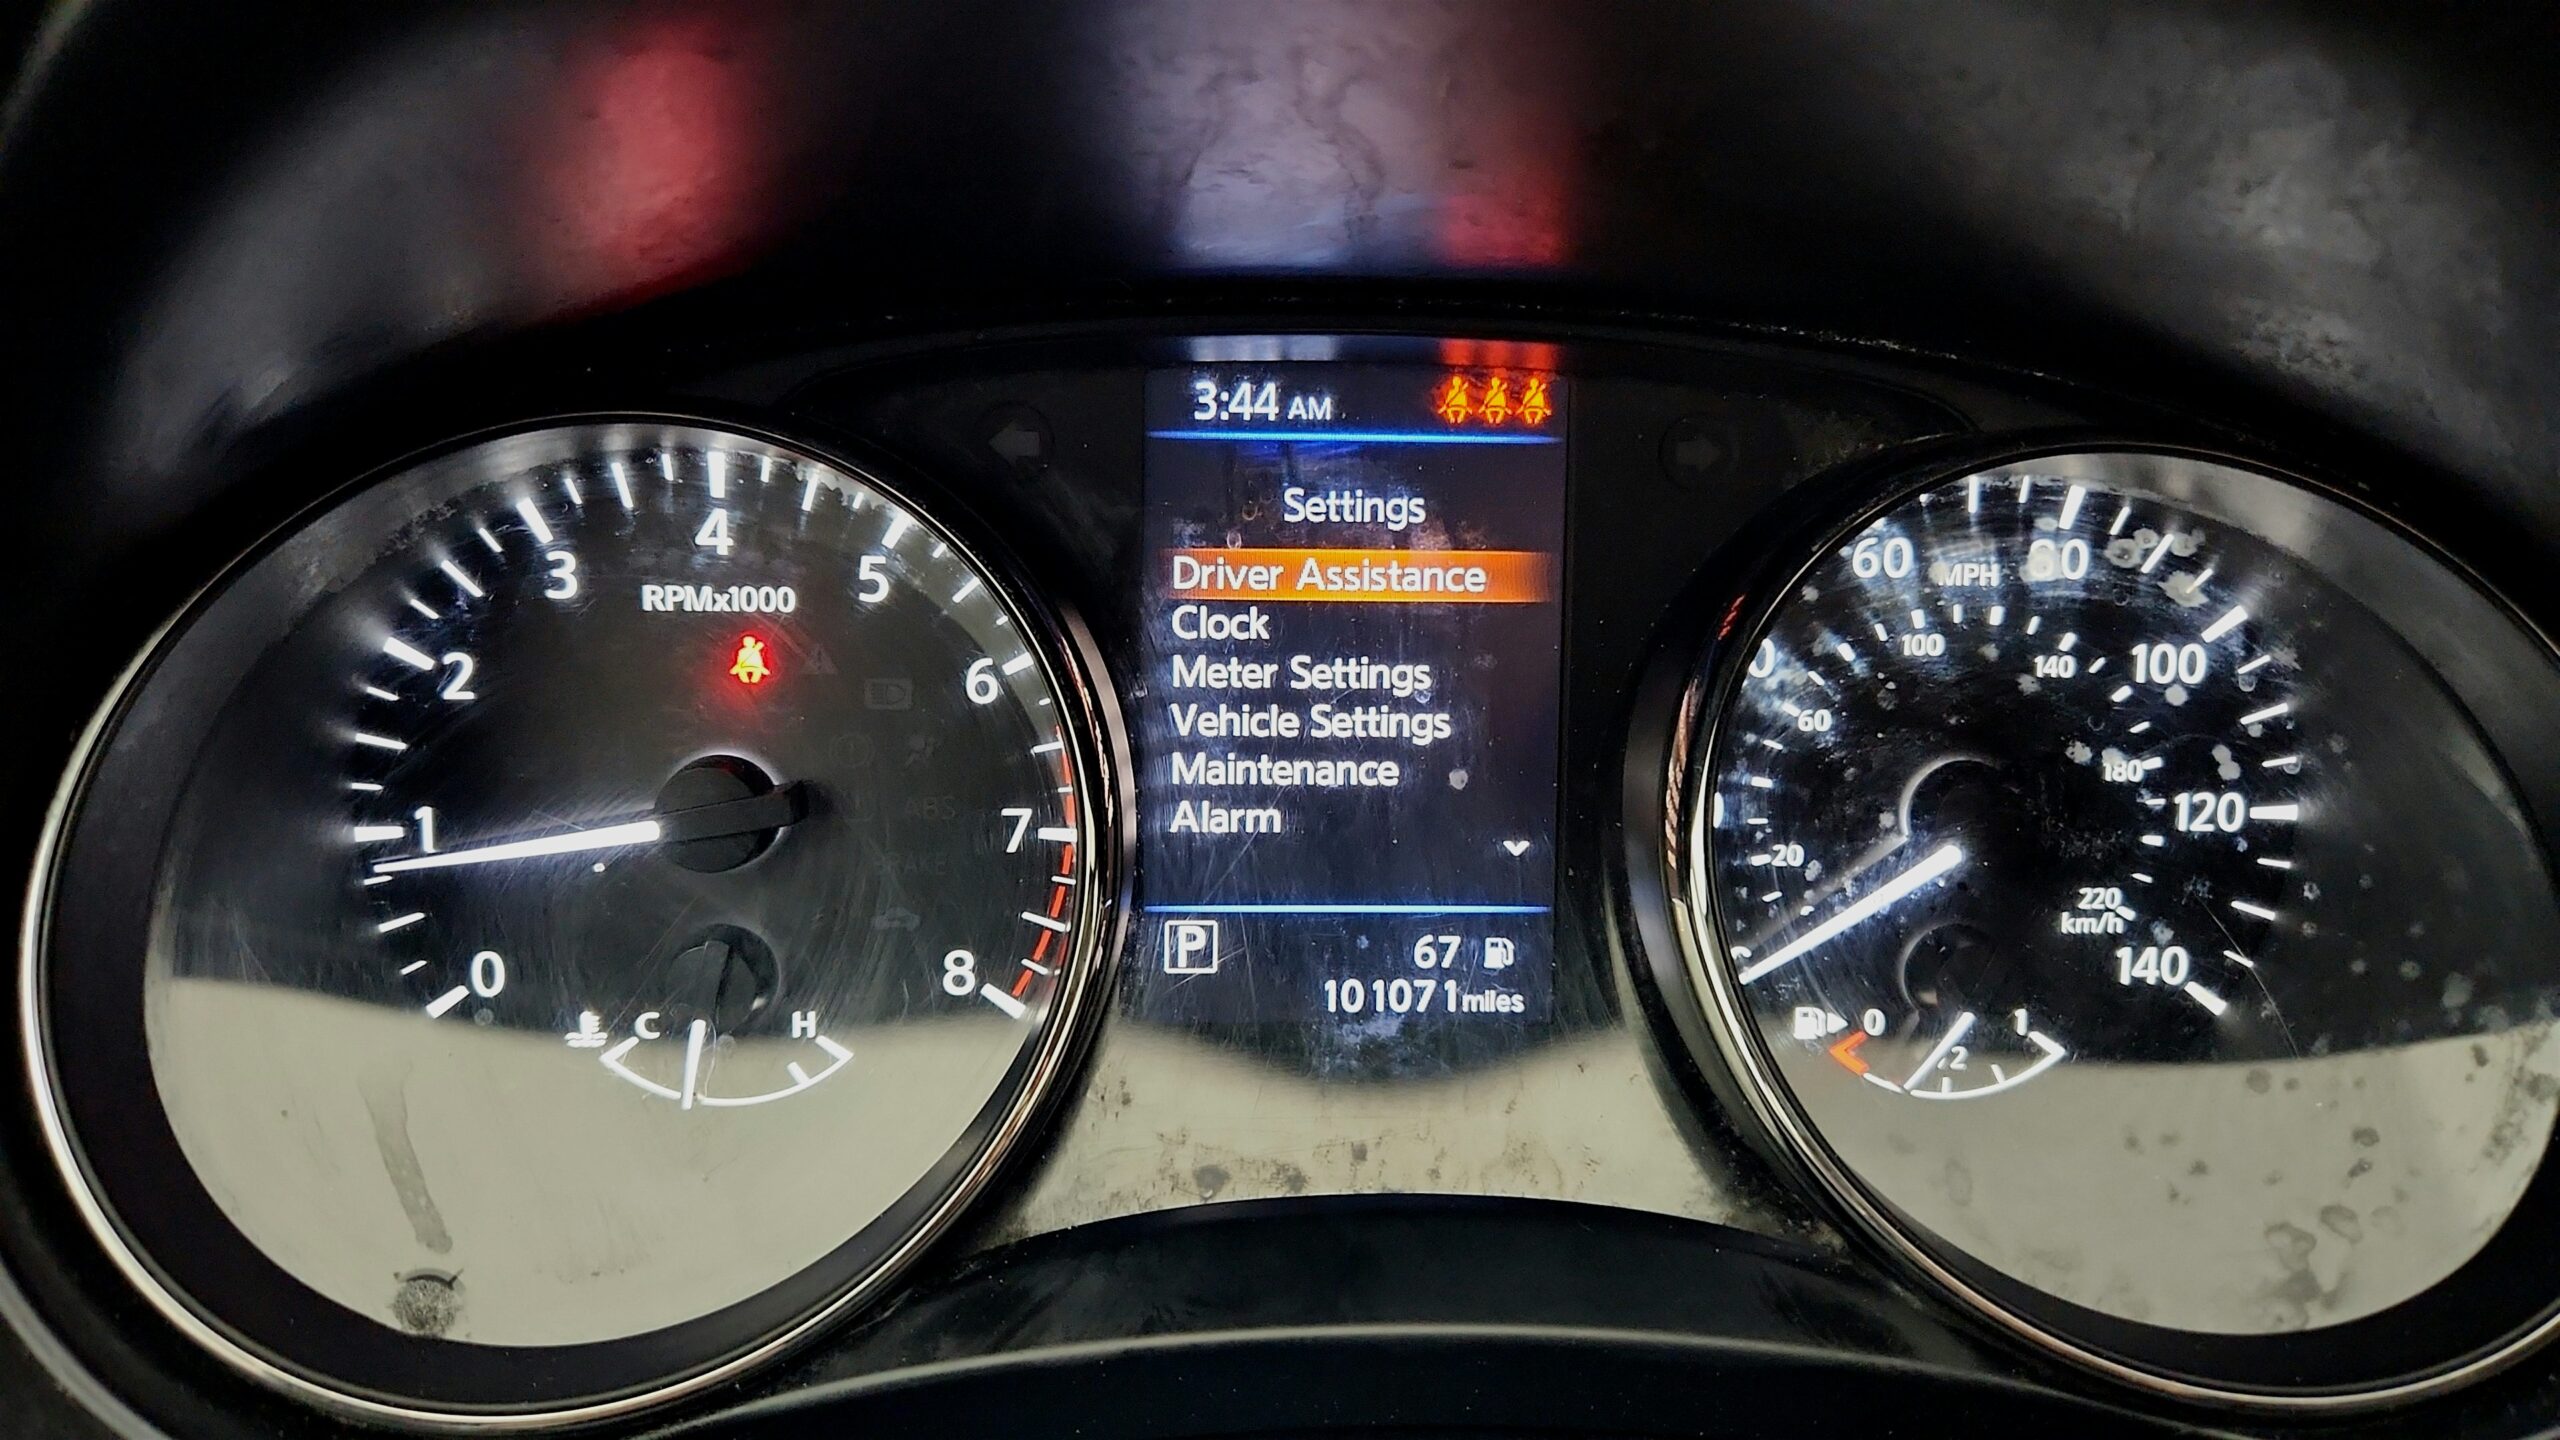 3:44 AM
Settings
Driver Assistance
Clock
Meter Settings
Vehicle Settings
Maintenance
Alarm
P
67
101071 miles
0
1
2
3
4
5
6
7
8
RPMx1000
C
H
ABS
BRAKE
20
60
100
140
180
220
km/h
60
MPH
80
100
120
140
0
1